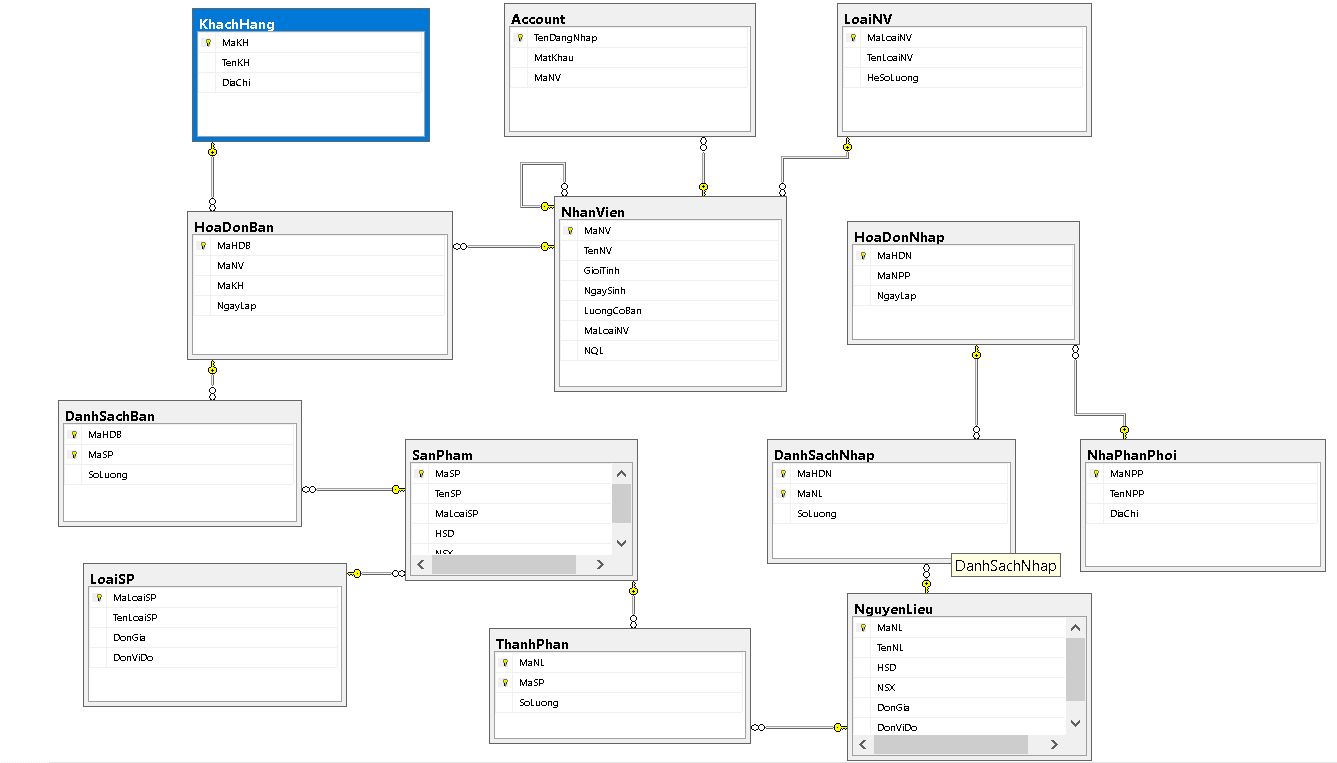 KhachHang
MaKH
TenKH
DiaChi
Account
TenDangNhap
MatKhau
MaNV
LoaiNV
MaLoaiNV
TenLoaiNV
HeSoLuong
HoaDonBan
MaHDB
MaNV
MaKH
NgayLap
NhanVien
MaNV
TenNV
GioiTinh
NgaySinh
LuongCoBan
MaLoaiNV
NQL
HoaDonNhap
MaHDN
MaNPP
NgayLap
DanhSachBan
MaHDB
MaSP
SoLuong
SanPham
MaSP
TenSP
MaLoaiSP
HSD
NSX
DanhSachNhap
MaHDN
MaNL
SoLuong
NhaPhanPhoi
MaNPP
TenNPP
DiaChi
DanhSachNhap
LoaiSP
MaLoaiSP
TenLoaiSP
DonGia
DonViDo
ThanhPhan
MaNL
MaSP
SoLuong
NguyenLieu
MaNL
TenNL
HSD
NSX
DonGia
DonViDo